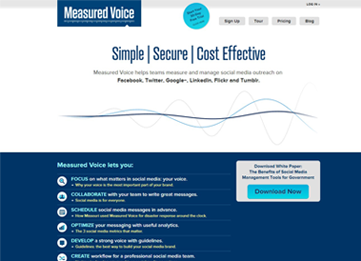 LOG IN
Measured Voice
Sign Up
Tour
Pricing
Blog
Simple | Secure | Cost Effective
Measured Voice helps teams measure and manage social media outreach on
Facebook, Twitter, Google+, LinkedIn, Flickr and Tumblr.
Measured Voice lets you:
FOCUS on what matters in social media: your voice.
Why your voice is the most important part of your brand.
COLLABORATE with your team to write great messages.
Social media is for everyone.
SCHEDULE social media messages in advance.
How Missouri used Measured Voice for disaster response around the clock.
OPTIMIZE your messaging with useful analytics.
The 3 social media metrics that matter.
DEVELOP a strong voice with guidelines.
Guidelines: the best way to build your social media brand.
CREATE workflow for a professional social media team.
Download White Paper:
The Benefits of Social Media
Management Tools for Government
Download Now